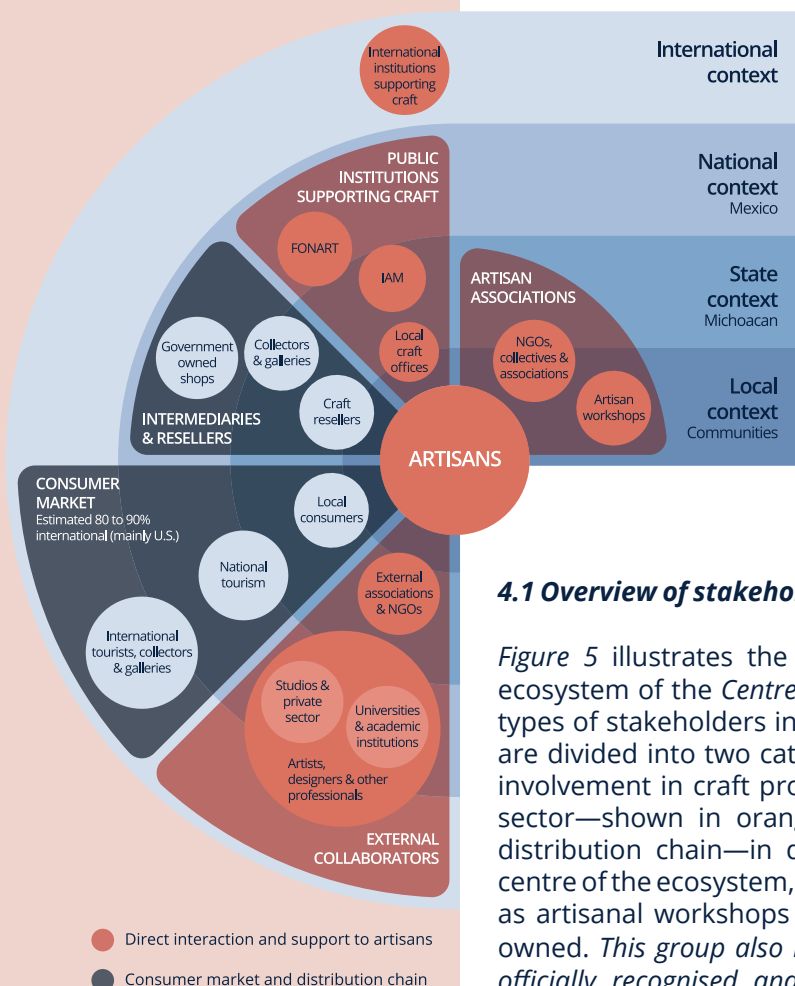 International
institutions
supporting
craft
International
context
PUBLIC
INSTITUTIONS
SUPPORTING CRAFT
National
context
Mexico
FONART
IAM
Local
craft
offices
ARTISAN
ASSOCIATIONS
NGOs,
collectives &
associations
Artisan
workshops
State
context
Michoacan
Local
context
Communities
Government
owned
shops
Collectors
& galleries
Craft
resellers
INTERMEDIARIES
& RESELLERS
ARTISANS
CONSUMER
MARKET
Estimated 80 to 90%
international (mainly U.S.)
Local
consumers
National
tourism
International
tourists, collectors
& galleries
External
associations
& NGOs
Studios &
private
sector
Universities
& academic
institutions
Artists,
designers & other
professionals
EXTERNAL
COLLABORATORS
Direct interaction and support to artisans
Consumer market and distribution chain
4.1 Overview of stakeho
Figure 5 illustrates the
ecosystem of the Centre
types of stakeholders in
are divided into two cat
involvement in craft pro
sector—shown in oran
distribution chain—in d
centre of the ecosystem,
as artisanal workshops
owned. This group also
officially recognised and